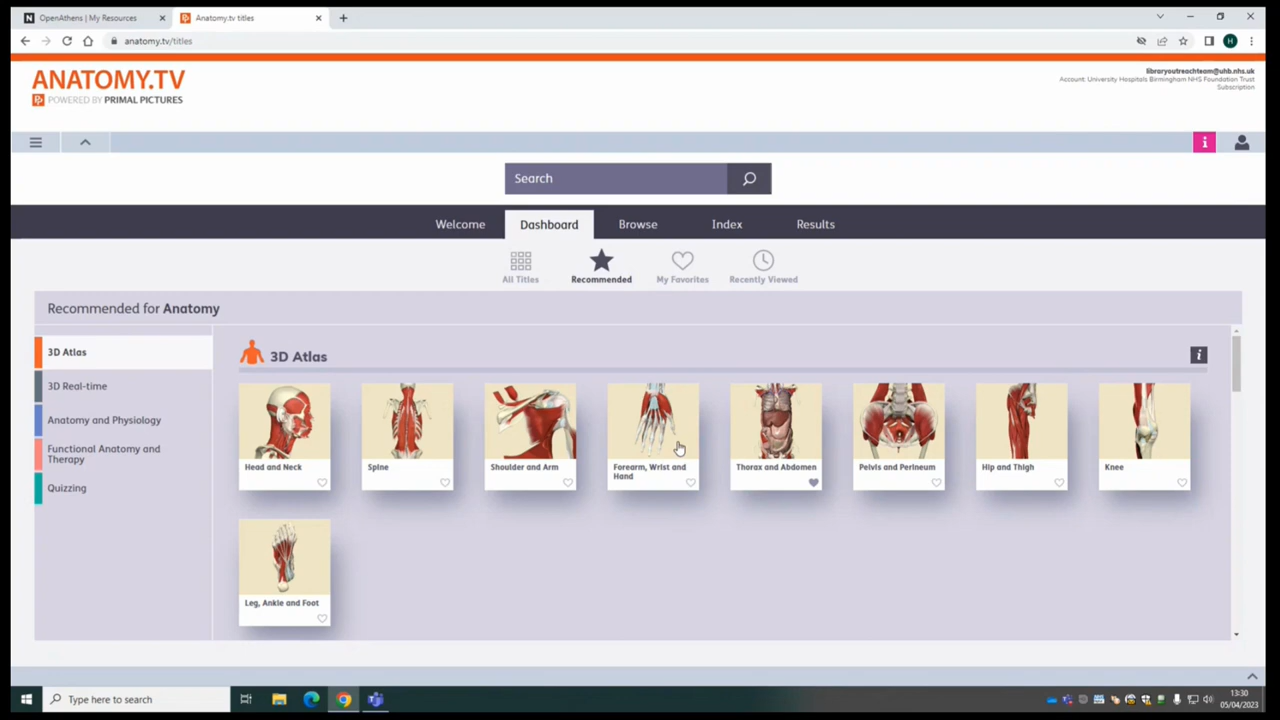 OpenAthens | My Resources
Anatomy.tv titles
anatomy.tv/titles
H
ANATOMY.TV
POWERED BY PRIMAL PICTURES
libraryoutreachteam@uhb.nhs.uk
Account: University Hospitals Birmingham NHS Foundation Trust
Subscription
i
Search
Welcome
Dashboard
Browse
Index
Results
All Titles
Recommended
My Favorites
Recently Viewed
Recommended for Anatomy
3D Atlas
3D Real-time
Anatomy and Physiology
Functional Anatomy and
Therapy
Quizzing
3D Atlas
i
Head and Neck
Spine
Shoulder and Arm
Forearm, Wrist and
Hand
Thorax and Abdomen
Pelvis and Perineum
Hip and Thigh
Knee
Leg, Ankle and Foot
Type here to search
13:30
05/04/2023